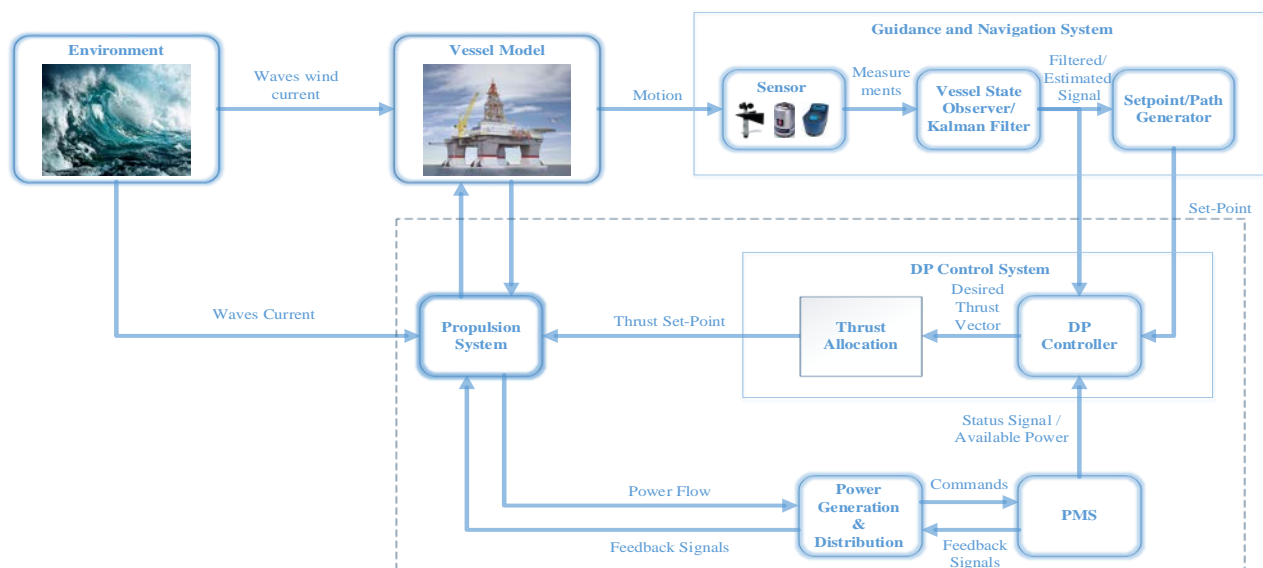 Guidance and Navigation System
Environment
Vessel Model
Waves wind
current
Motion
Sensor
Measure
ments
Vessel State
Observer/
Kalman Filter
Filtered/
Estimated
Signal
Setpoint/Path
Generator
Set-Point
DP Control System
Waves Current
Propulsion
System
Thrust Set-Point
Thrust
Allocation
Desired
Thrust
Vector
DP
Controller
Status Signal /
Available Power
Power Flow
Feedback Signals
Power
Generation
&
Distribution
Commands
Feedback
Signals
PMS